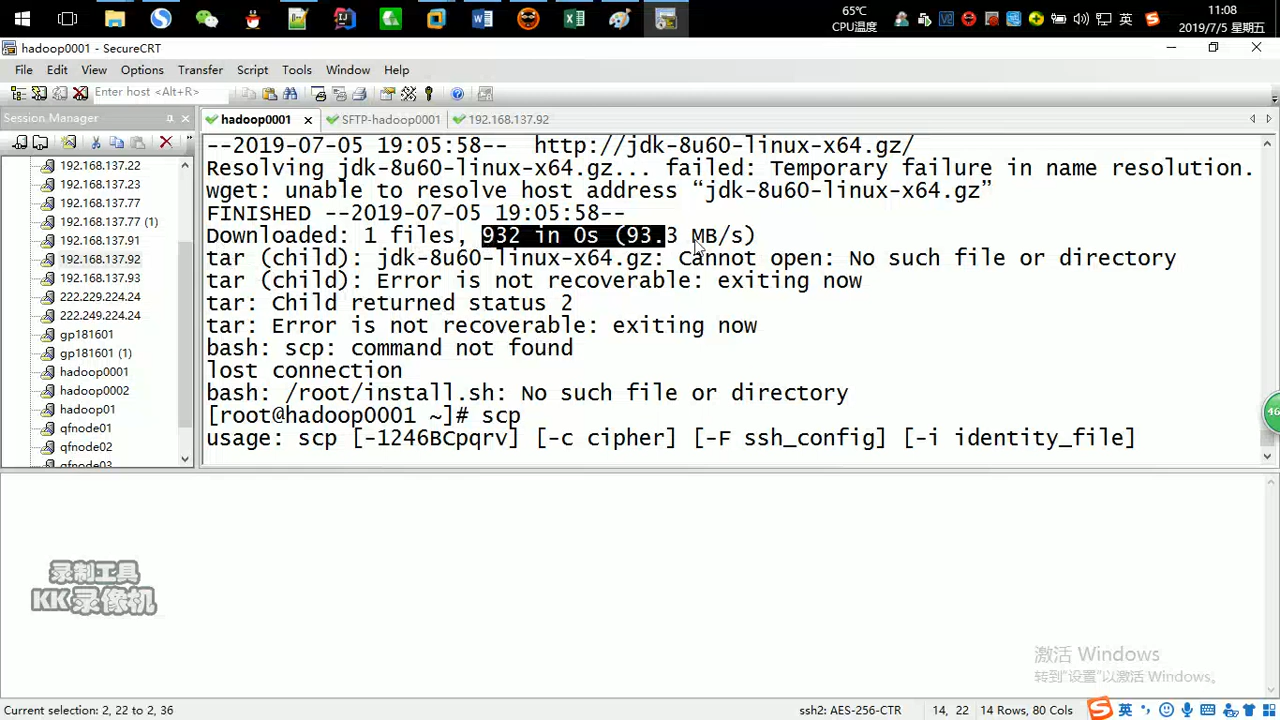 65℃
CPU温度
英
11:08
2019/7/5 星期五
hadoop0001 - SecureCRT
File Edit View Options Transfer Script Tools Window Help
Enter host <Alt+R>
Session Manager
hadoop0001
SFTP-hadoop0001
192.168.137.92
192.168.137.22
192.168.137.23
192.168.137.77
192.168.137.77 (1)
192.168.137.91
192.168.137.92
192.168.137.93
222.229.224.24
222.229.224.24
gp181601
gp181601 (1)
hadoop0001
hadoop0002
hadoop01
qfnode01
qfnode02
qfnode03
--2019-07-05 19:05:58-- http://jdk-8u60-linux-x64.gz/
Resolving jdk-8u60-linux-x64.gz... failed: Temporary failure in name resolution.
wget: unable to resolve host address “jdk-8u60-linux-x64.gz”
FINISHED --2019-07-05 19:05:58--
Downloaded: 1 files, 932 in 0s (93.3 MB/s)
tar (child): jdk-8u60-linux-x64.gz: Cannot open: No such file or directory
tar (child): Error is not recoverable: exiting now
tar: Child returned status 2
tar: Error is not recoverable: exiting now
bash: scp: command not found
lost connection
bash: /root/install.sh: No such file or directory
[root@hadoop0001 ~]# scp
usage: scp [-1246BCpqrv] [-c cipher] [-F ssh_config] [-i identity_file]
46
录制工具
KK录像机
激活 Windows
转到“设置”以激活 Windows。
Current selection: 2, 22 to 2, 36
ssh2: AES-256-CTR
14, 22
14 Rows, 80 Cols
英